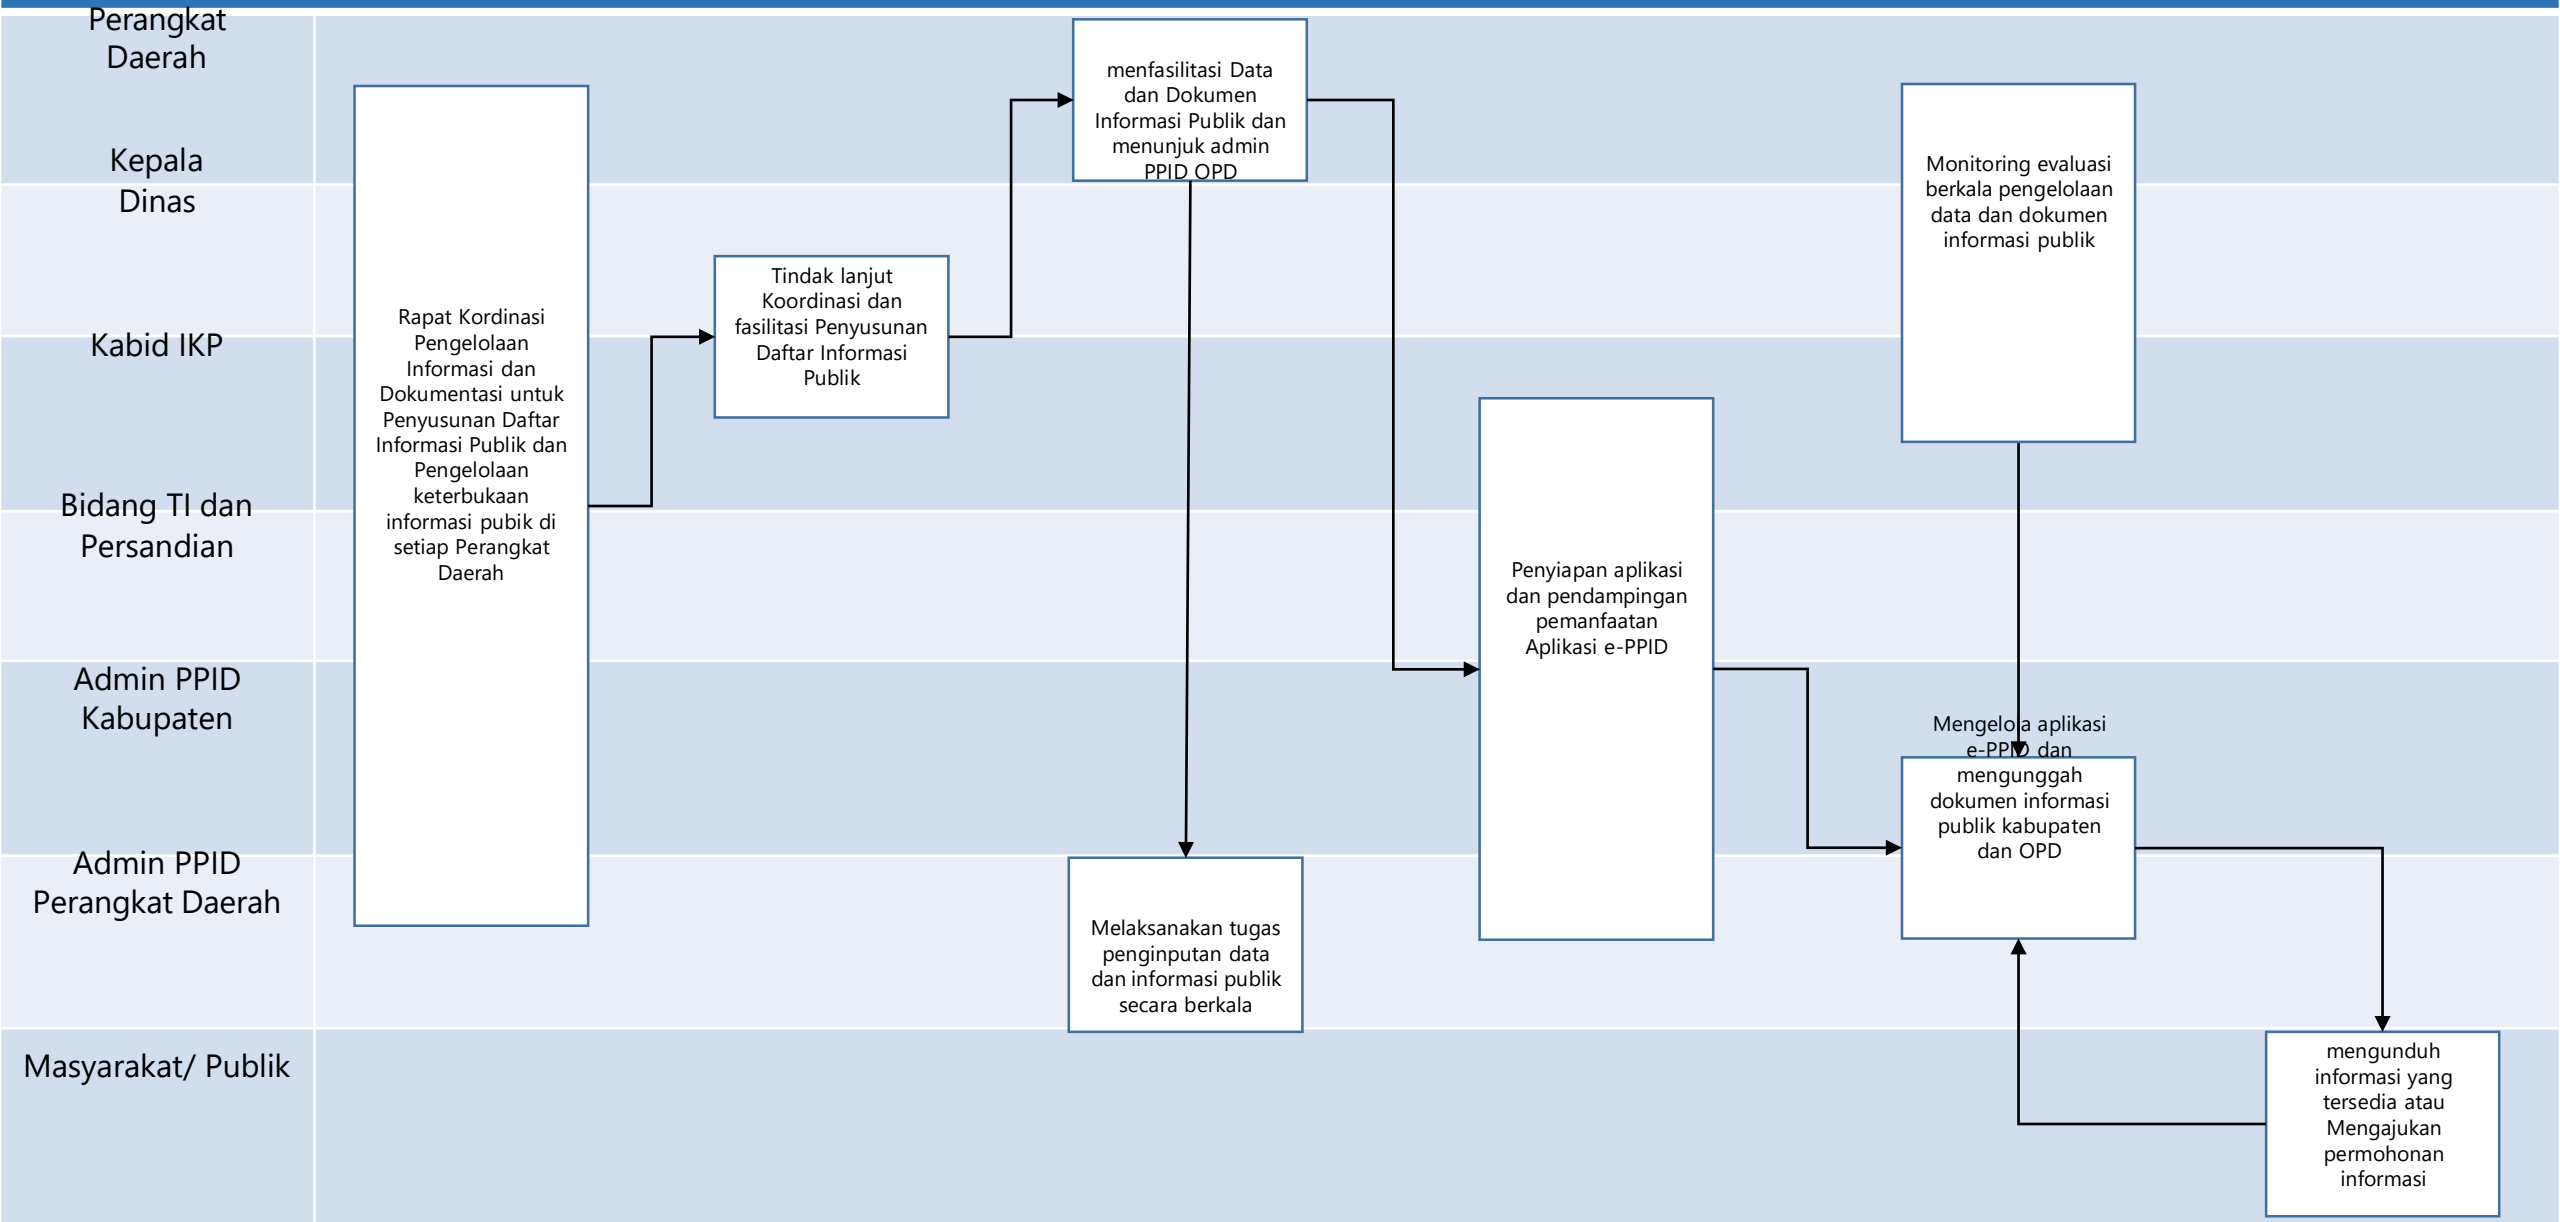 Perangkat
Daerah
Kepala
Dinas
Kabid IKP
Bidang TI dan
Persandian
Admin PPID
Kabupaten
Admin PPID
Perangkat Daerah
Masyarakat/ Publik
Rapat Kordinasi
Pengelolaan
Informasi dan
Dokumentasi untuk
Penyusunan Daftar
Informasi Publik dan
Pengelolaan
keterbukaan
informasi pubik di
setiap Perangkat
Daerah
Tindak lanjut
Koordinasi dan
fasilitasi Penyusunan
Daftar Informasi
Publik
menfasilitasi Data
dan Dokumen
Informasi Publik dan
menunjuk admin
PPID OPD
Melaksanakan tugas
penginputan data
dan informasi publik
secara berkala
Penyiapan aplikasi
dan pendampingan
pemanfaatan
Aplikasi e-PPID
Monitoring evaluasi
berkala pengelolaan
data dan dokumen
informasi publik
Mengelola aplikasi
e-PPID dan
mengunggah
dokumen informasi
publik kabupaten
dan OPD
mengunduh
informasi yang
tersedia atau
Mengajukan
permohonan
informasi